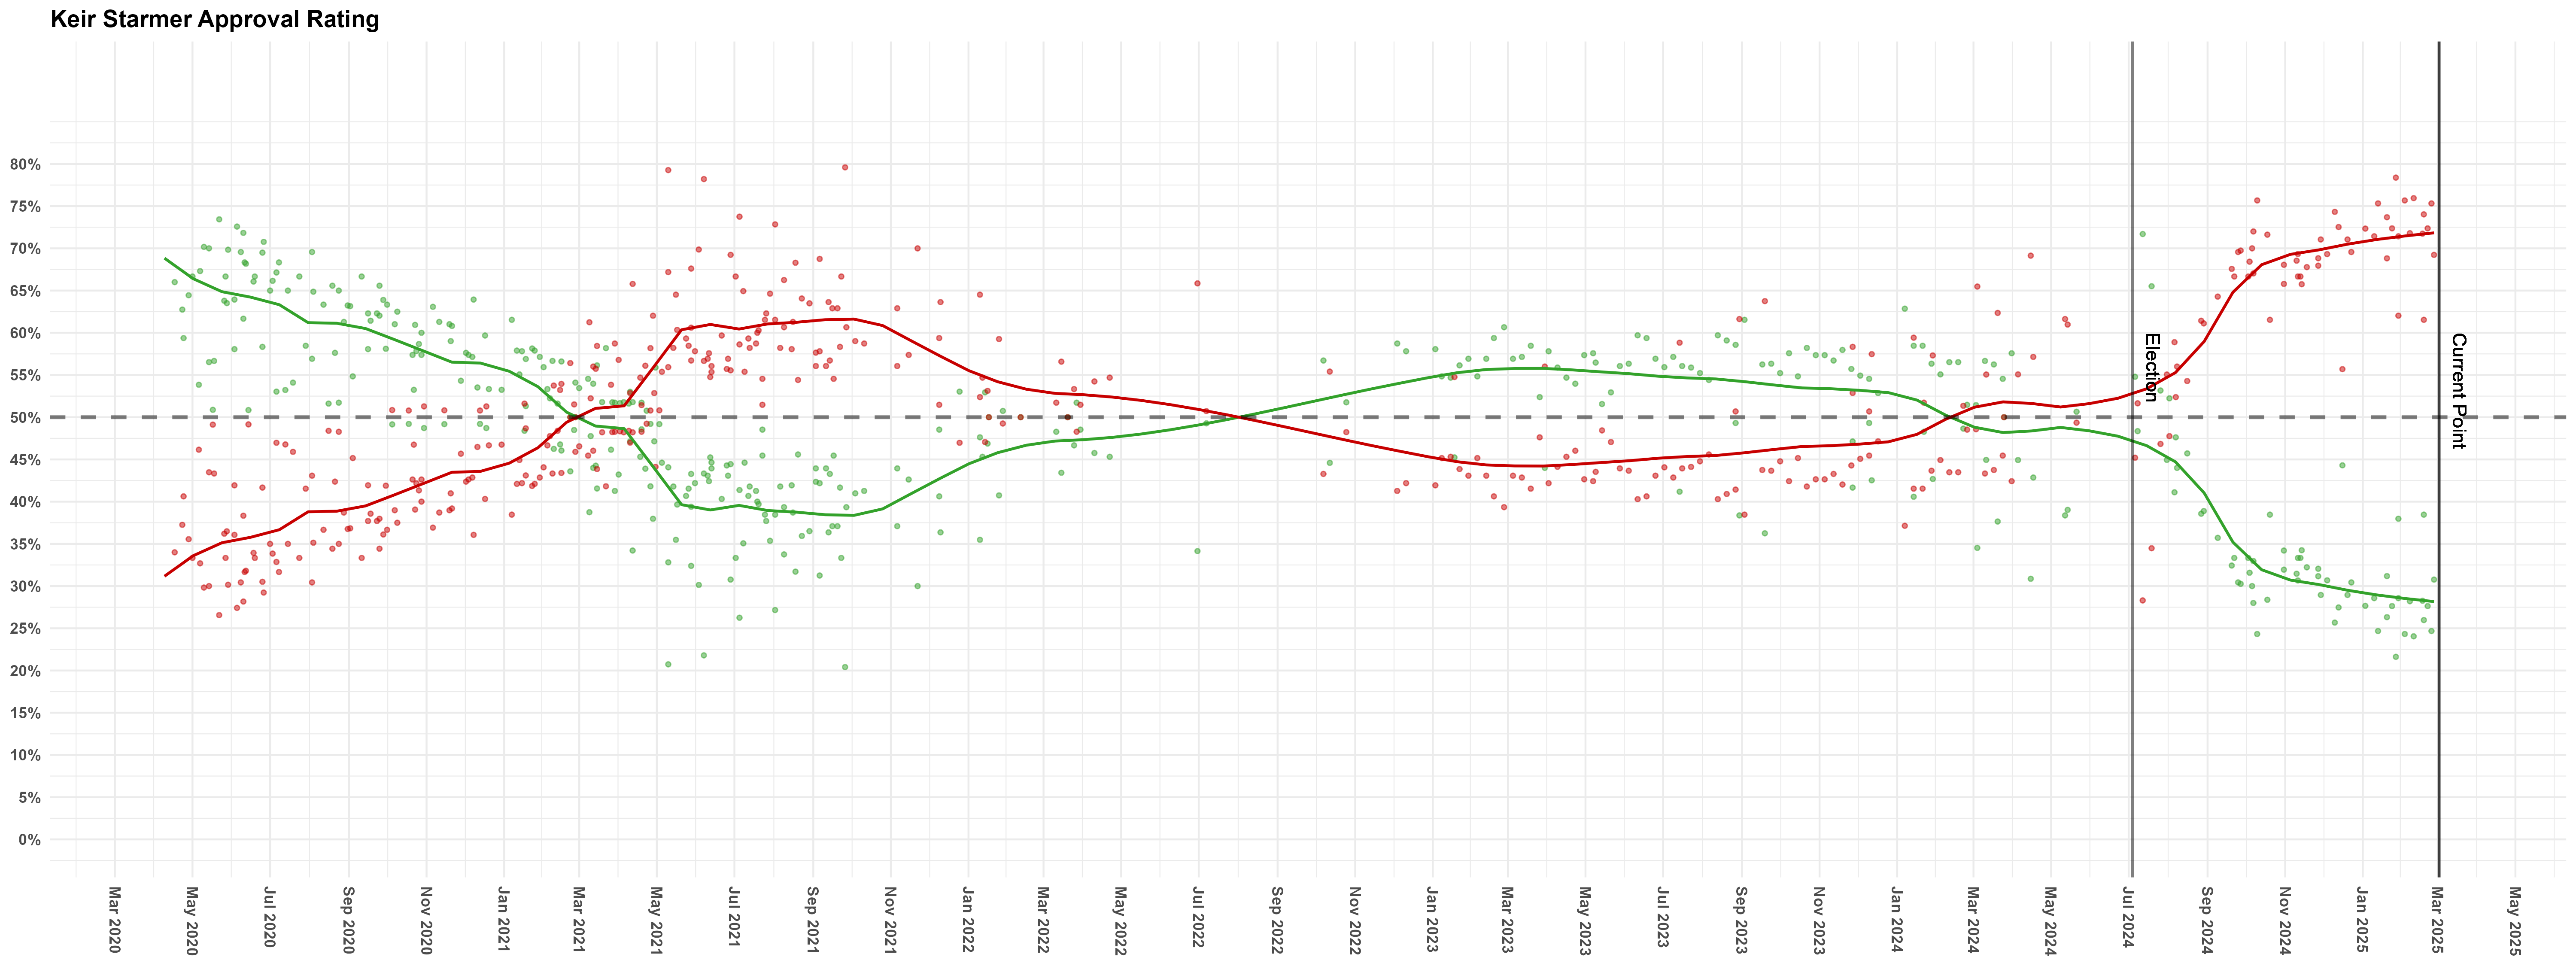 Keir Starmer Approval Rating
80%
75%
70%
65%
60%
55%
50%
45%
40%
35%
30%
25%
20%
15%
10%
5%
0%
Election
Current Point
Mar 2020
May 2020
Jul 2020
Sep 2020
Nov 2020
Jan 2021
Mar 2021
May 2021
Jul 2021
Sep 2021
Nov 2021
Jan 2022
Mar 2022
May 2022
Jul 2022
Sep 2022
Nov 2022
Jan 2023
Mar 2023
May 2023
Jul 2023
Sep 2023
Nov 2023
Jan 2024
Mar 2024
May 2024
Jul 2024
Sep 2024
Nov 2024
Jan 2025
Mar 2025
May 2025